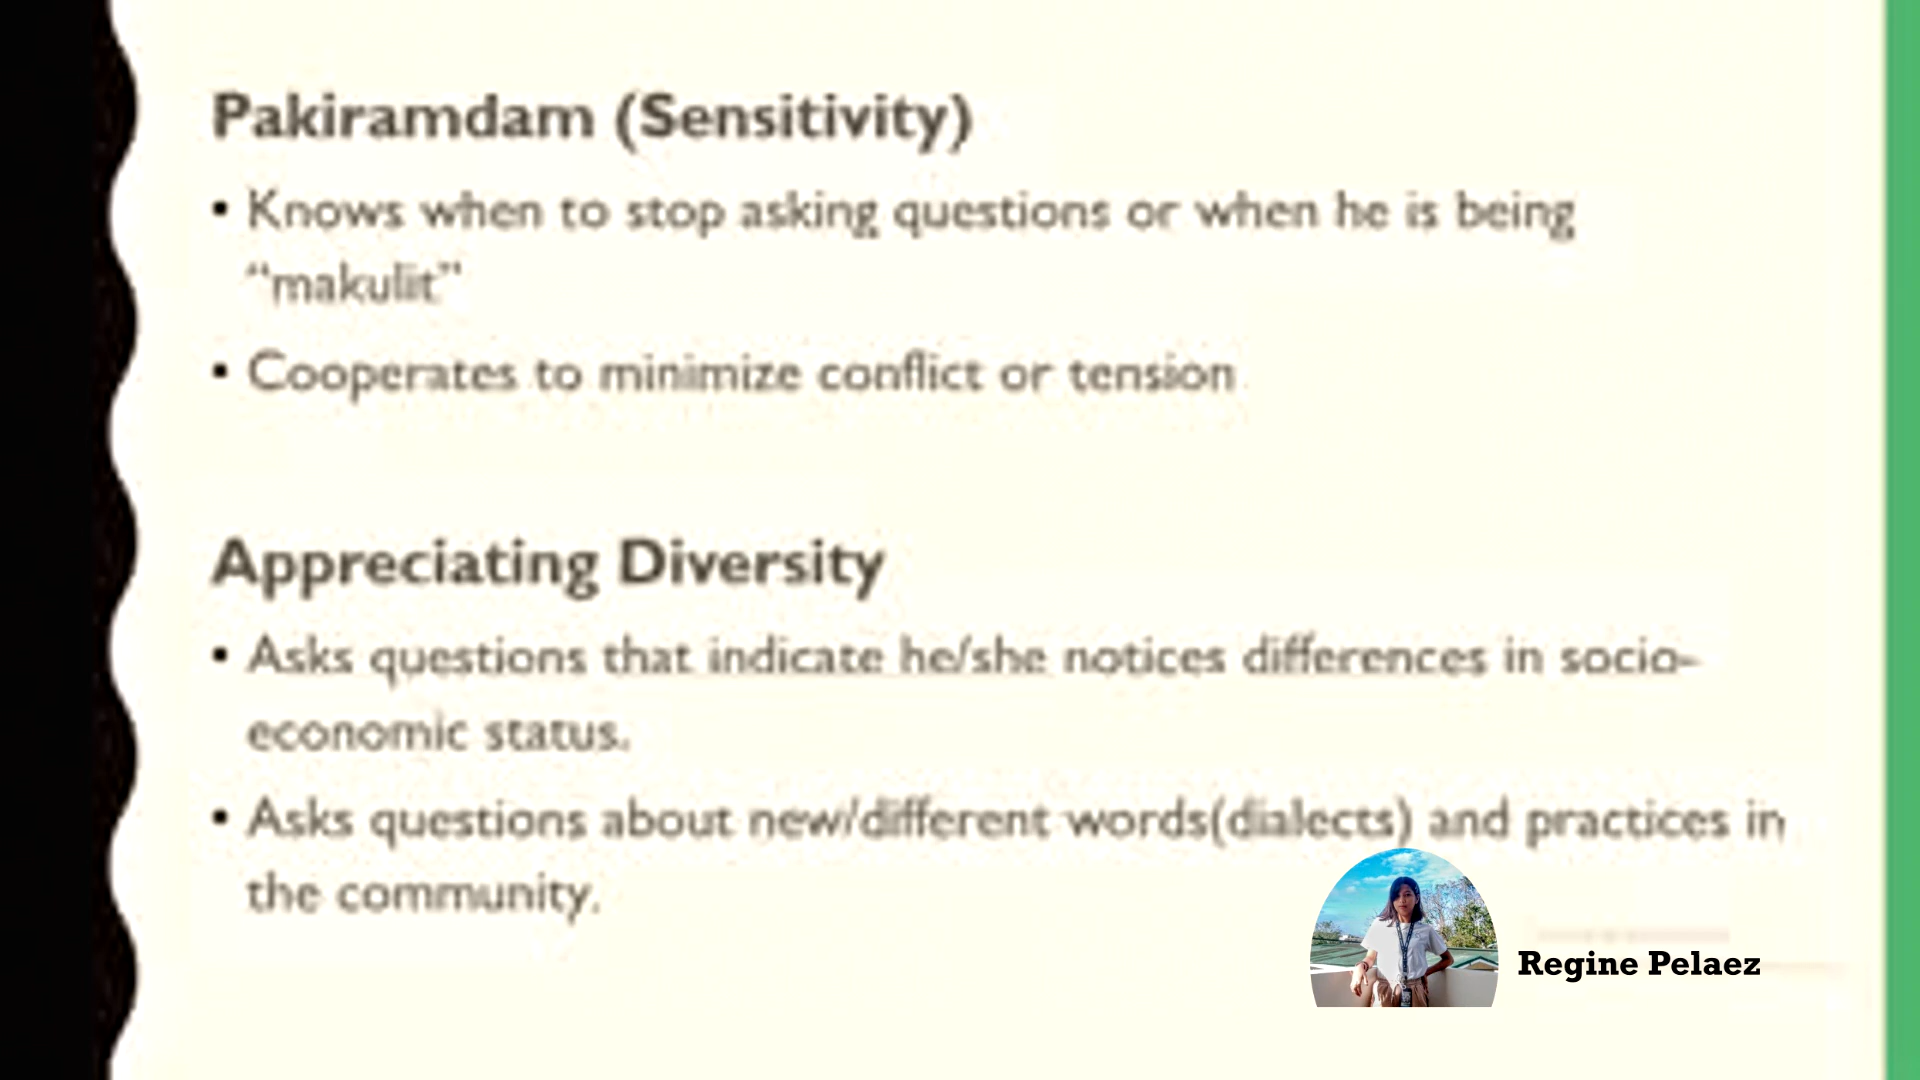 Pakiramdam (Sensitivity)
• Knows when to stop asking questions or when he is being
“makulit”
• Cooperates to minimize conflict or tension
Appreciating Diversity
• Asks questions that indicate he/she notices differences in socio-
economic status.
• Asks questions about new/different words(dialects) and practices in
the community.
Regine Pelaez